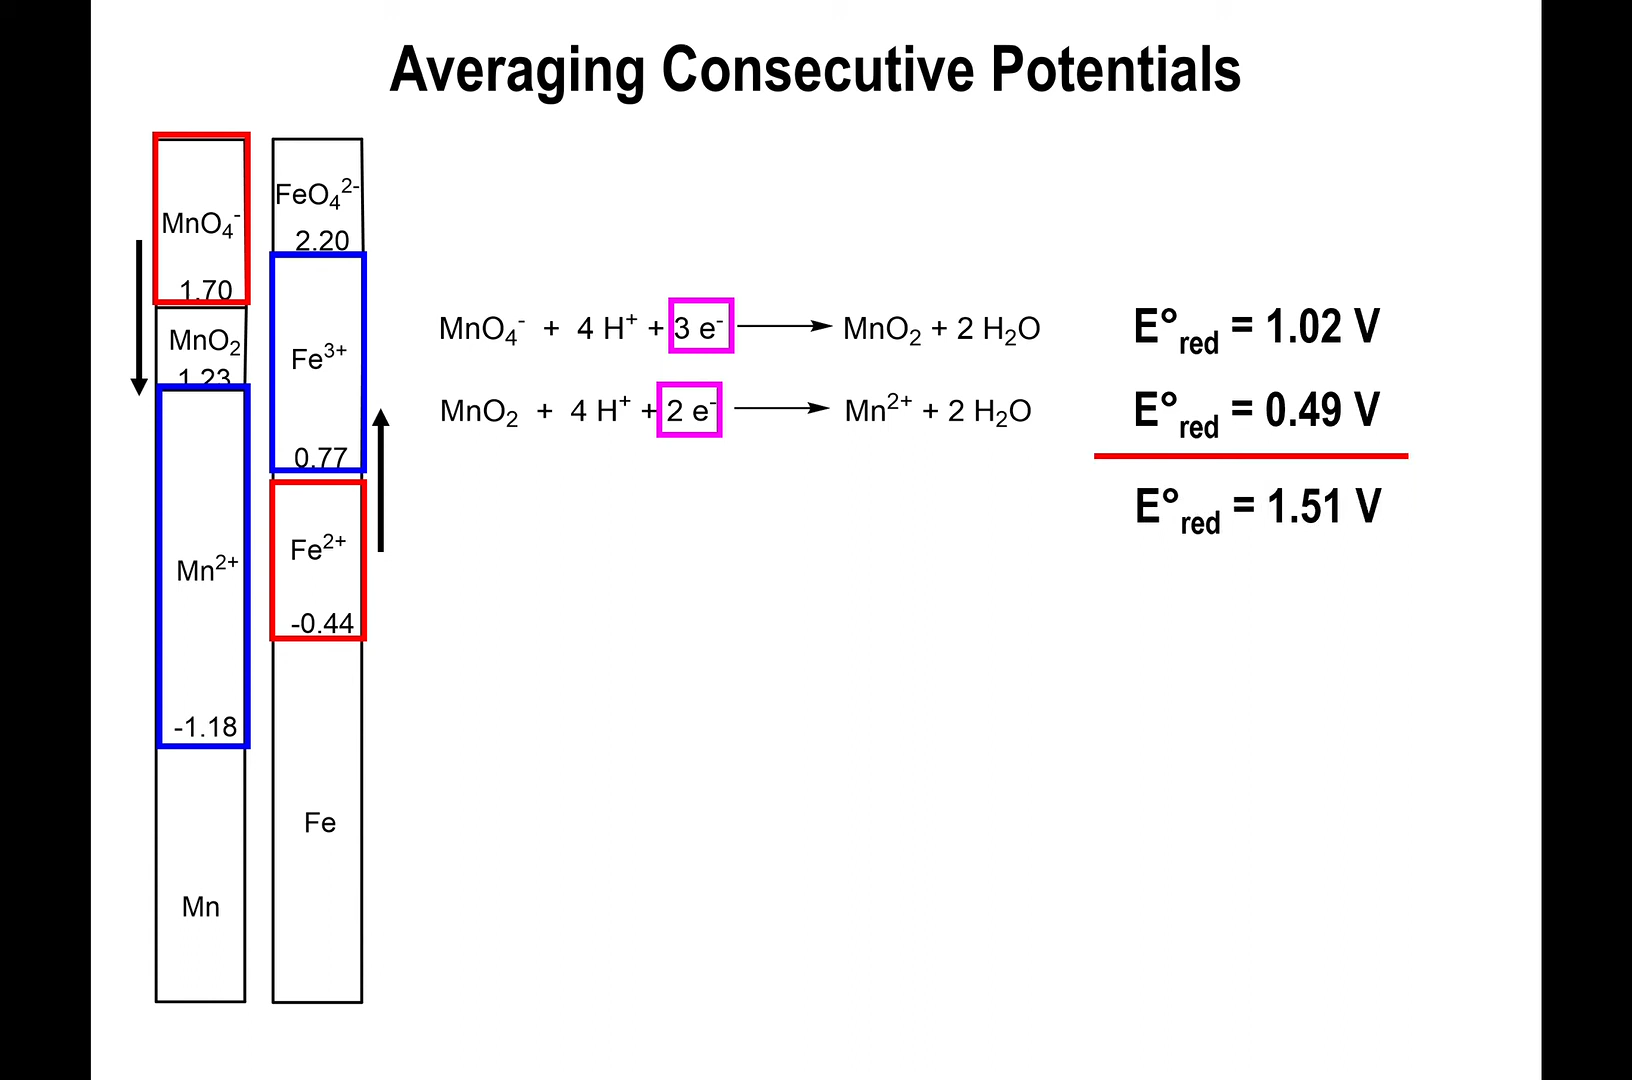 Averaging Consecutive Potentials
MnO₄⁻
1.70
MnO₂
1.23
Mn²⁺
-1.18
Mn
FeO₄²⁻
2.20
Fe³⁺
0.77
Fe²⁺
-0.44
Fe
MnO₄⁻ + 4 H⁺ + 3 e⁻ ⟶ MnO₂ + 2 H₂O
E°red = 1.02 V
MnO₂ + 4 H⁺ + 2 e⁻ ⟶ Mn²⁺ + 2 H₂O
E°red = 0.49 V
E°red = 1.51 V